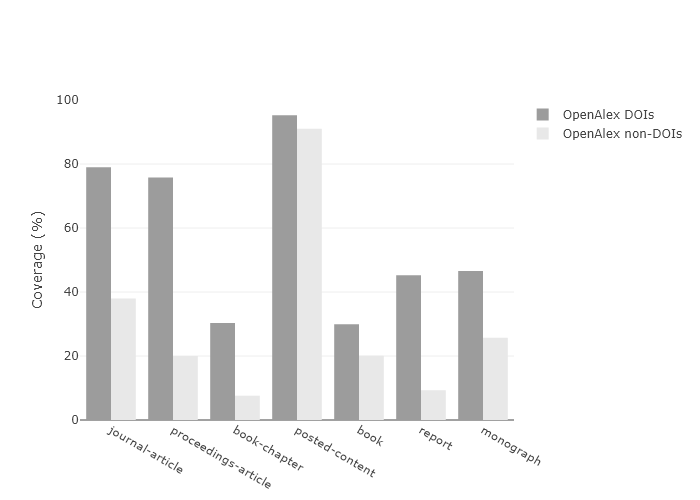 OpenAlex DOIs
OpenAlex non-DOIs
Coverage (%)
100
80
60
40
20
0
journal-article
proceedings-article
book-chapter
posted-content
book
report
monograph